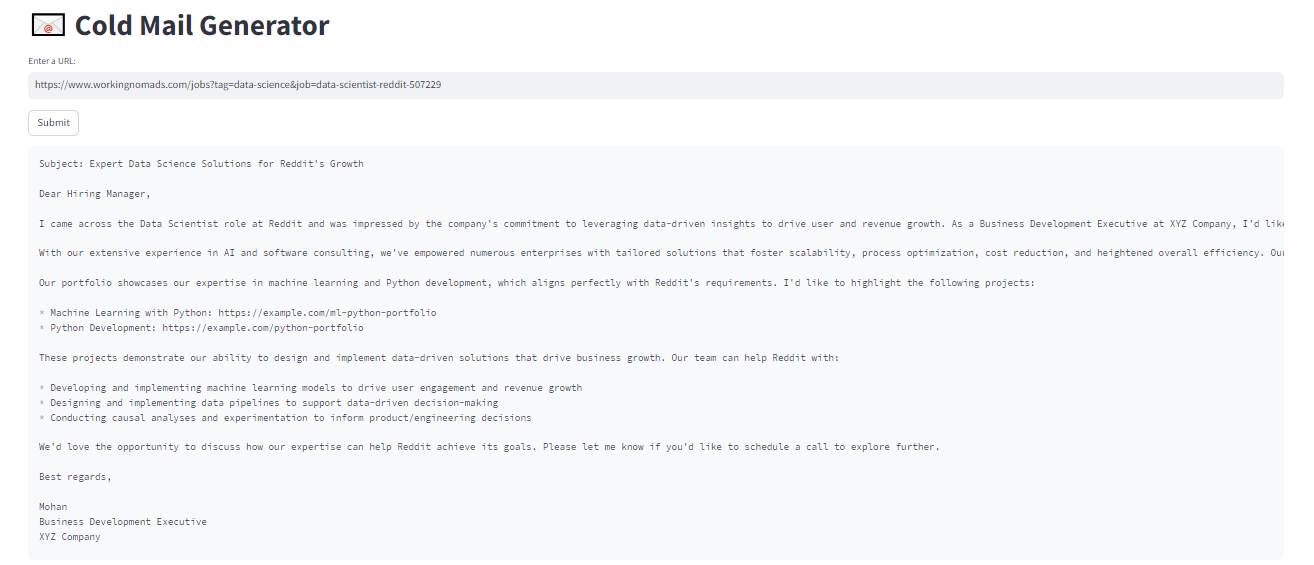 Cold Mail Generator
Enter a URL:
https://www.workingnomads.com/jobs?tag=data-science&job=data-scientist-reddit-507229
Submit
Subject: Expert Data Science Solutions for Reddit's Growth
Dear Hiring Manager,
I came across the Data Scientist role at Reddit and was impressed by the company's commitment to leveraging data-driven insights to drive user and revenue growth. As a Business Development Executive at XYZ Company, I'd like
With our extensive experience in AI and software consulting, we've empowered numerous enterprises with tailored solutions that foster scalability, process optimization, cost reduction, and heightened overall efficiency. Our
Our portfolio showcases our expertise in machine learning and Python development, which aligns perfectly with Reddit's requirements. I'd like to highlight the following projects:
* Machine Learning with Python: https://example.com/ml-python-portfolio
* Python Development: https://example.com/python-portfolio
These projects demonstrate our ability to design and implement data-driven solutions that drive business growth. Our team can help Reddit with:
* Developing and implementing machine learning models to drive user engagement and revenue growth
* Designing and implementing data pipelines to support data-driven decision-making
* Conducting causal analyses and experimentation to inform product/engineering decisions
We'd love the opportunity to discuss how our expertise can help Reddit achieve its goals. Please let me know if you'd like to schedule a call to explore further.
Best regards,
Mohan
Business Development Executive
XYZ Company